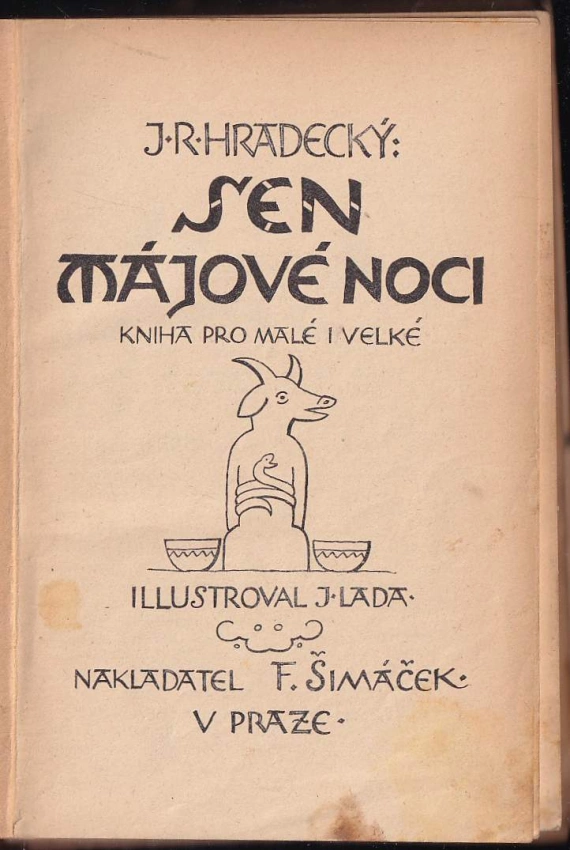 J·R·HRADECKÝ:
SEN
MÁJOVÉ NOCI
KNIHA PRO MALÉ I VELKÉ
ILLUSTROVAL J·LADA·
NAKLADATEL F. ŠIMÁČEK·
V PRAZE·